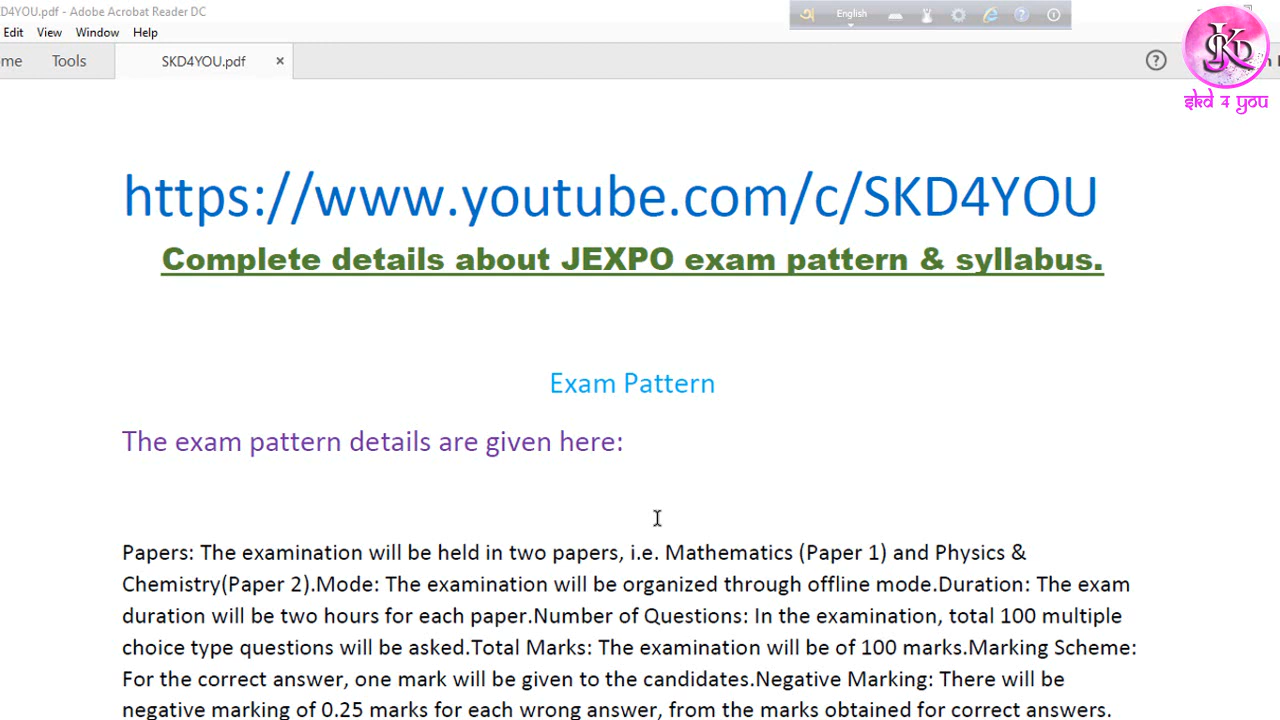 D4YOU.pdf - Adobe Acrobat Reader DC
English
Edit View Window Help
me Tools SKD4YOU.pdf ×
SKD 4 YOU
https://www.youtube.com/c/SKD4YOU
Complete details about JEXPO exam pattern & syllabus.
Exam Pattern
The exam pattern details are given here:
Papers: The examination will be held in two papers, i.e. Mathematics (Paper 1) and Physics &
Chemistry(Paper 2).Mode: The examination will be organized through offline mode.Duration: The exam
duration will be two hours for each paper.Number of Questions: In the examination, total 100 multiple
choice type questions will be asked.Total Marks: The examination will be of 100 marks.Marking Scheme:
For the correct answer, one mark will be given to the candidates.Negative Marking: There will be
negative marking of 0.25 marks for each wrong answer, from the marks obtained for correct answers.